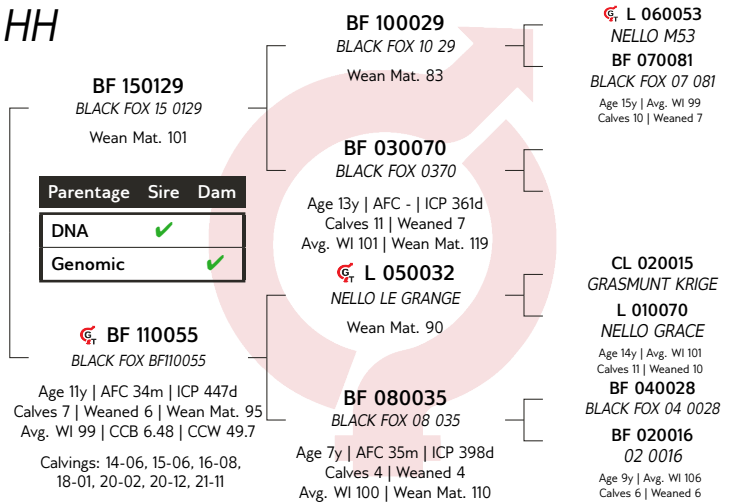 HH
BF 150129
BLACK FOX 15 0129
Wean Mat. 101
Parentage Sire Dam
DNA ✔
Genomic ✔
GT BF 110055
BLACK FOX BF110055
Age 11y | AFC 34m | ICP 447d
Calves 7 | Weaned 6 | Wean Mat. 95
Avg. WI 99 | CCB 6.48 | CCW 49.7
Calvings: 14-06, 15-06, 16-08,
18-01, 20-02, 20-12, 21-11
BF 100029
BLACK FOX 10 29
Wean Mat. 83
BF 030070
BLACK FOX 0370
Age 13y | AFC - | ICP 361d
Calves 11 | Weaned 7
Avg. WI 101 | Wean Mat. 119
GT L 050032
NELLO LE GRANGE
Wean Mat. 90
BF 080035
BLACK FOX 08 035
Age 7y | AFC 35m | ICP 398d
Calves 4 | Weaned 4
Avg. WI 100 | Wean Mat. 110
GT L 060053
NELLO M53
BF 070081
BLACK FOX 07 081
Age 15y | Avg. WI 99
Calves 10 | Weaned 7
CL 020015
GRASMUNT KRIGE
L 010070
NELLO GRACE
Age 14y | Avg. WI 101
Calves 11 | Weaned 10
BF 040028
BLACK FOX 04 0028
BF 020016
02 0016
Age 9y | Avg. WI 106
Calves 6 | Weaned 6